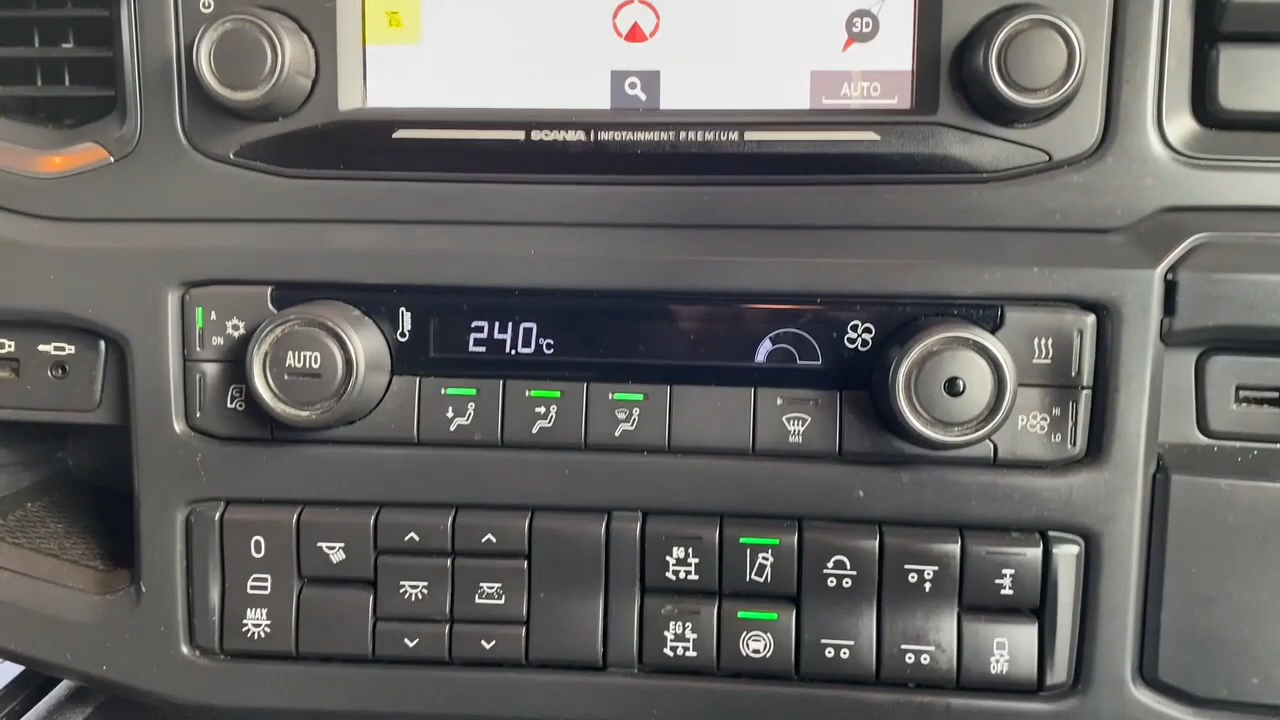 3D
AUTO
SCANIA | INFOTAINMENT PREMIUM
A
ON
AUTO
24.0°C
MAX
P
HI
LO
0
MAX
EG 1
EG 2
OFF